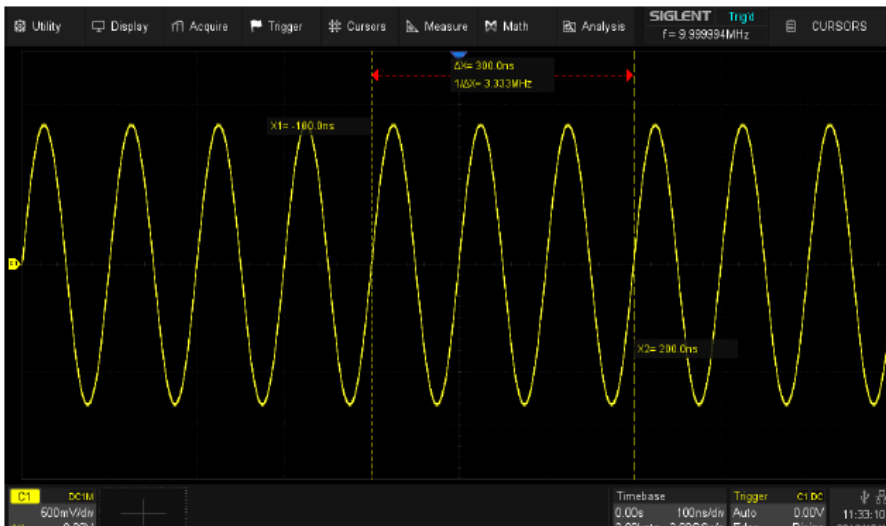 Utility Display Acquire Trigger Cursors Measure Math Analysis SIGLENT Trig'd CURSORS
f = 9.999994MHz
ΔX= 300.0ns
1/ΔX= 3.333MHz
X1= -100.0ns
X2= 200.0ns
C1 DC1M Timebase Trigger C1 DC
500mV/div 0.00s 100ns/div Auto 0.00V 11:33:10